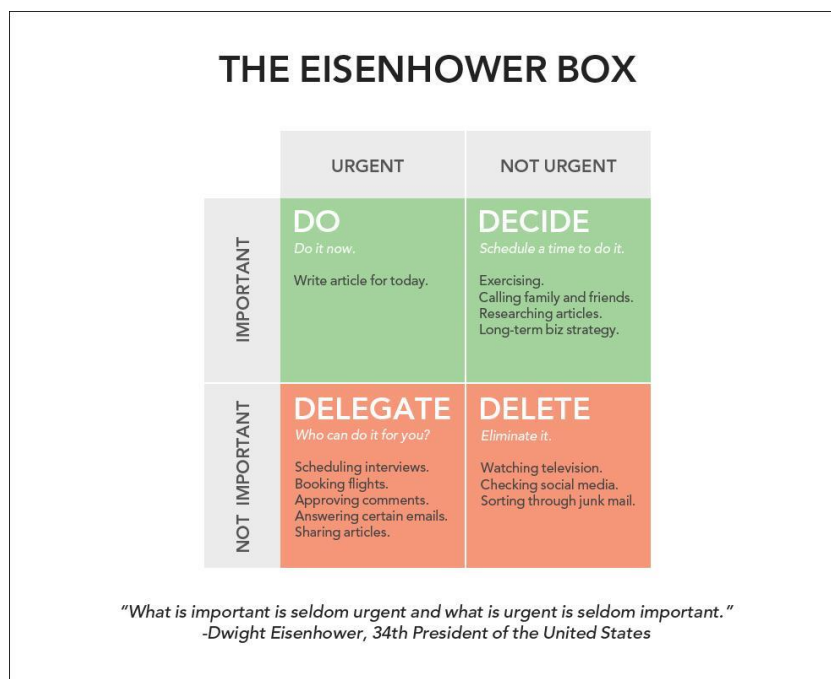 THE EISENHOWER BOX
URGENT
NOT URGENT
IMPORTANT
DO
Do it now.
Write article for today.
DECIDE
Schedule a time to do it.
Exercising.
Calling family and friends.
Researching articles.
Long-term biz strategy.
NOT IMPORTANT
DELEGATE
Who can do it for you?
Scheduling interviews.
Booking flights.
Approving comments.
Answering certain emails.
Sharing articles.
DELETE
Eliminate it.
Watching television.
Checking social media.
Sorting through junk mail.
“What is important is seldom urgent and what is urgent is seldom important.”
-Dwight Eisenhower, 34th President of the United States